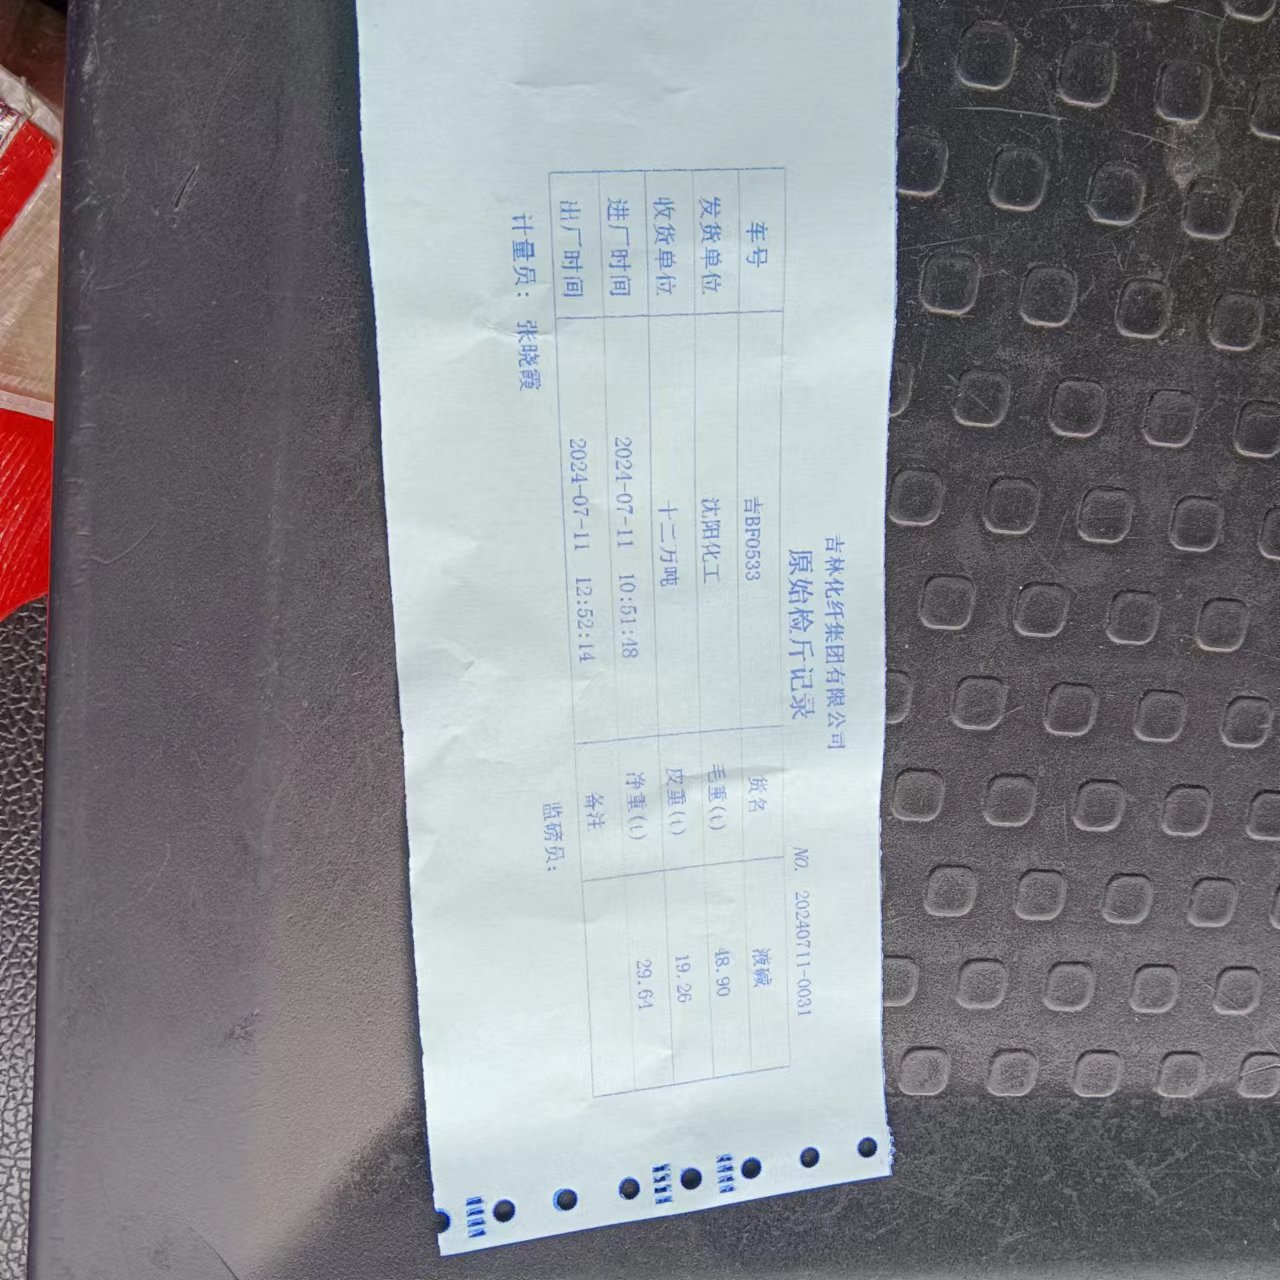 吉林化纤集团有限公司
原始检斤记录
NO. 20240711-0031
车号 吉BF0533 货名 液碱
发货单位 沈阳化工 毛重(t) 48.90
收货单位 十二万吨 皮重(t) 19.26
进厂时间 2024-07-11 10:51:48 净重(t) 29.64
出厂时间 2024-07-11 12:52:14 备注
计量员：张晓霞 监磅员：